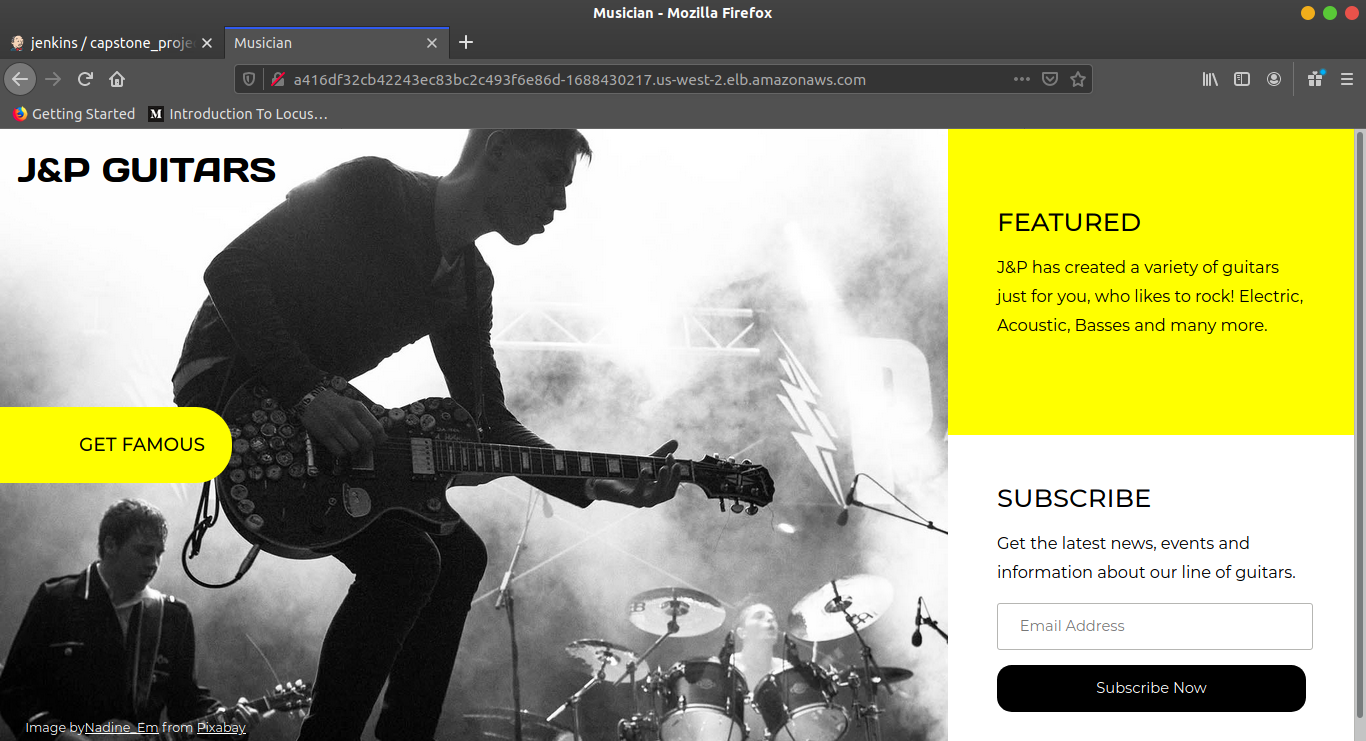 Musician - Mozilla Firefox
jenkins / capstone_proje
Musician
a416df32cb42243ec83bc2c493f6e86d-1688430217.us-west-2.elb.amazonaws.com
Getting Started
M Introduction To Locus…
J&P GUITARS
GET FAMOUS
Image byNadine_Em from Pixabay
FEATURED
J&P has created a variety of guitars
just for you, who likes to rock! Electric,
Acoustic, Basses and many more.
SUBSCRIBE
Get the latest news, events and
information about our line of guitars.
Email Address
Subscribe Now